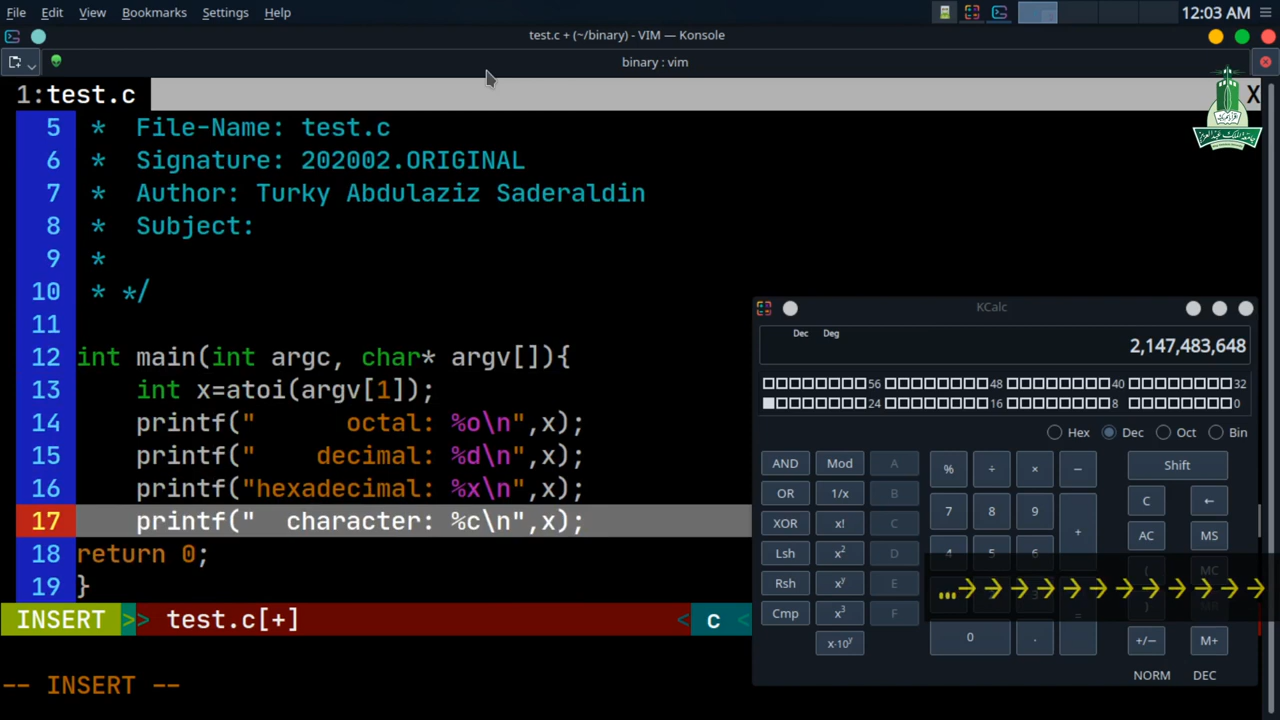 File Edit View Bookmarks Settings Help
12:03 AM
test.c + (~/binary) - VIM — Konsole
binary : vim
1:test.c X
5 * File-Name: test.c
6 * Signature: 202002.ORIGINAL
7 * Author: Turky Abdulaziz Saderaldin
8 * Subject:
9 *
10 * */
11
12 int main(int argc, char* argv[]){
13 int x=atoi(argv[1]);
14 printf("      octal: %o\n",x);
15 printf("    decimal: %d\n",x);
16 printf("hexadecimal: %x\n",x);
17 printf("  character: %c\n",x);
18 return 0;
19 }
INSERT >> test.c[+] < c <
-- INSERT --
KCalc
Dec Deg
2,147,483,648
56 48 40 32
24 16 8 0
Hex Dec Oct Bin
AND Mod A % ÷ × − Shift
OR 1/x B 7 8 9 + C ←
XOR x! C AC MS
Lsh x² D 4 5 6 ( MC
Rsh xʸ E ...→→→→→→→→→→→→
Cmp x³ F = ) MR
x·10ʸ 0 . +/− M+
NORM DEC